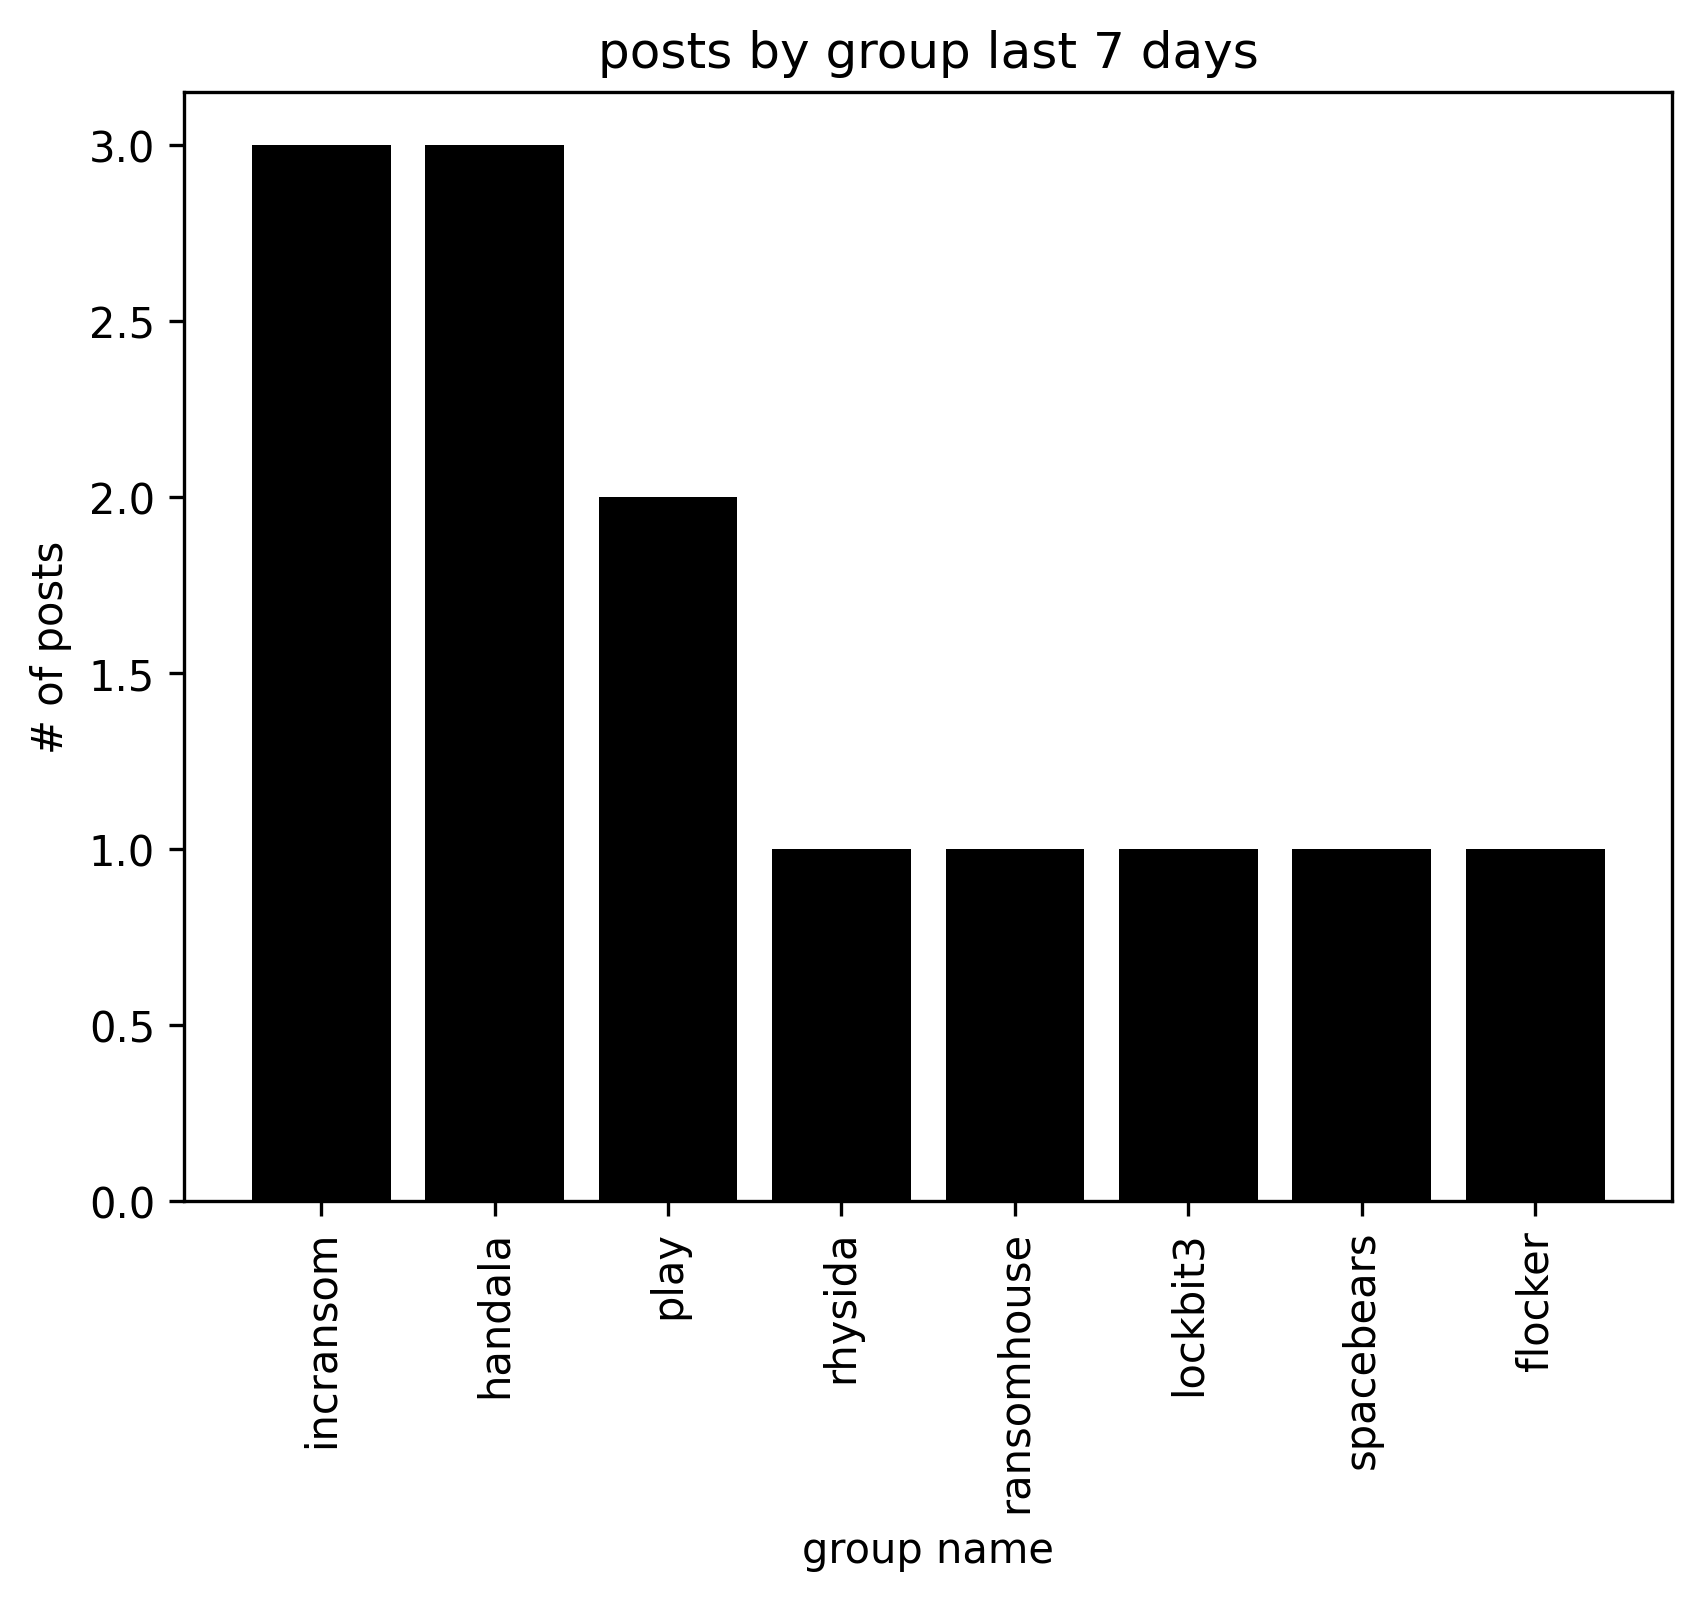 posts by group last 7 days
3.0
2.5
2.0
1.5
1.0
0.5
0.0
# of posts
incransom
handala
play
rhysida
ransomhouse
lockbit3
spacebears
flocker
group name